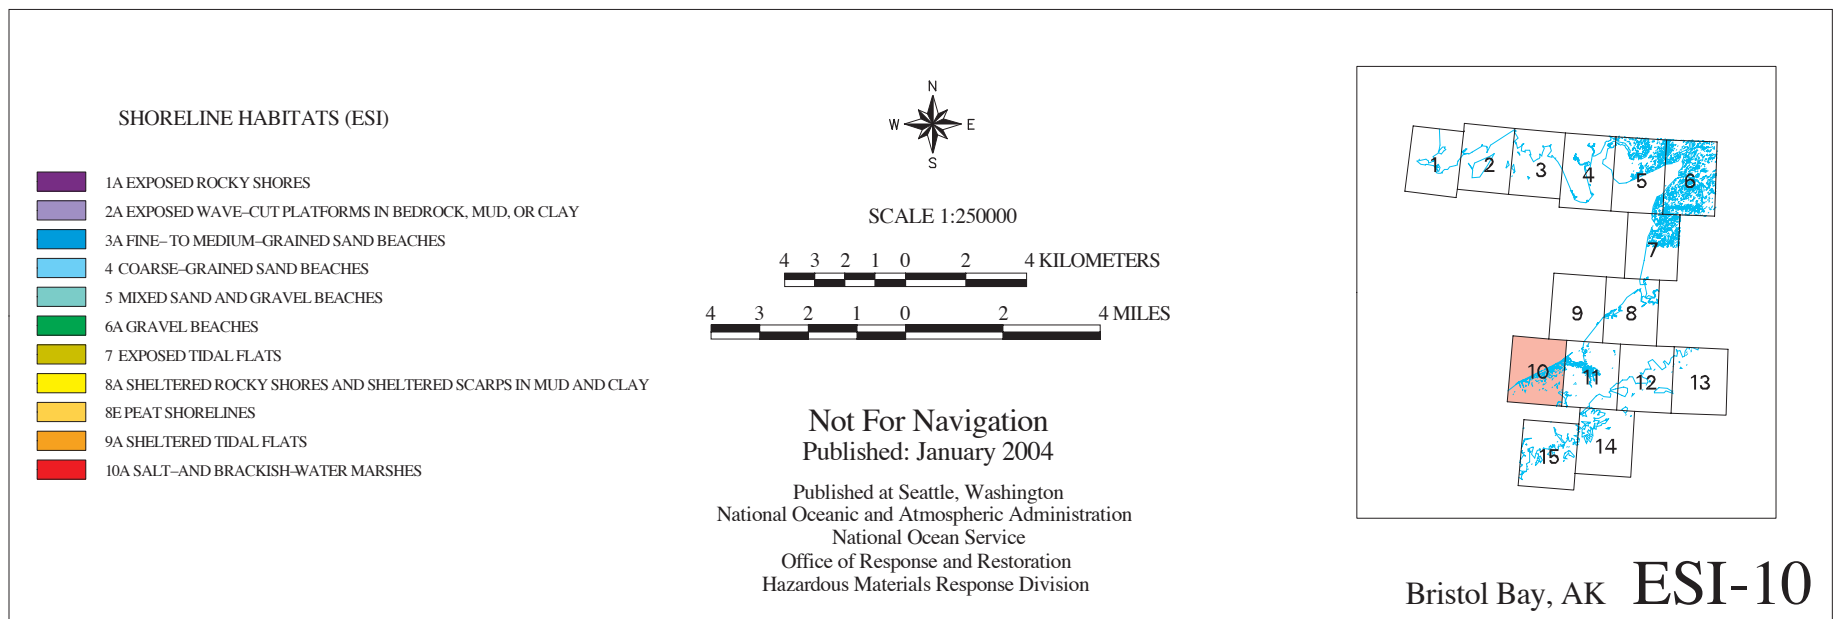 SHORELINE HABITATS (ESI)
1A EXPOSED ROCKY SHORES
2A EXPOSED WAVE–CUT PLATFORMS IN BEDROCK, MUD, OR CLAY
3A FINE– TO MEDIUM–GRAINED SAND BEACHES
4 COARSE–GRAINED SAND BEACHES
5 MIXED SAND AND GRAVEL BEACHES
6A GRAVEL BEACHES
7 EXPOSED TIDAL FLATS
8A SHELTERED ROCKY SHORES AND SHELTERED SCARPS IN MUD AND CLAY
8E PEAT SHORELINES
9A SHELTERED TIDAL FLATS
10A SALT–AND BRACKISH-WATER MARSHES
N
W E
S
SCALE 1:250000
4 3 2 1 0 2 4 KILOMETERS
4 3 2 1 0 2 4 MILES
Not For Navigation
Published: January 2004
Published at Seattle, Washington
National Oceanic and Atmospheric Administration
National Ocean Service
Office of Response and Restoration
Hazardous Materials Response Division
1 2 3 4 5 6
7
9 8
10 11 12 13
15 14
Bristol Bay, AK ESI-10